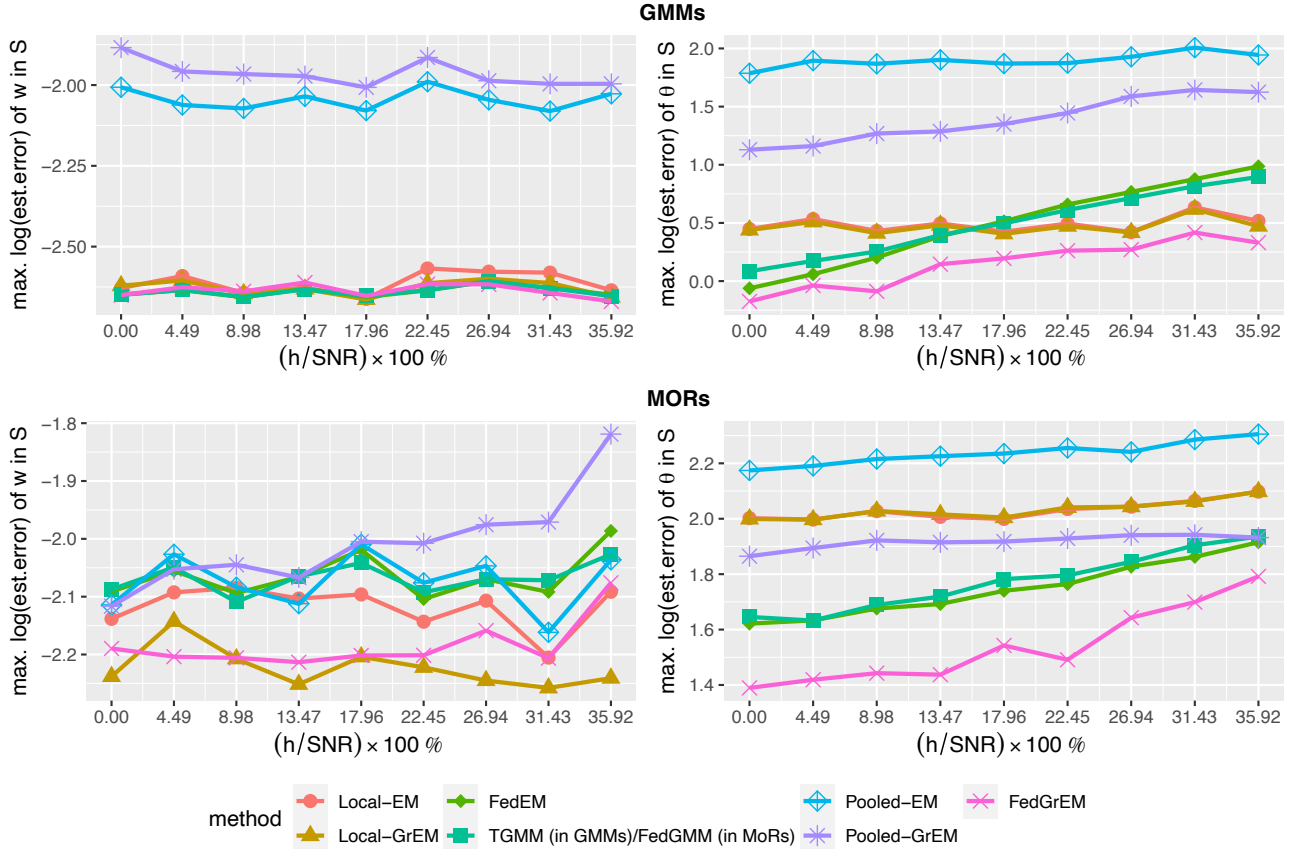 GMMs
max. log(est.error) of w in S
−2.00
−2.25
−2.50
0.00 4.49 8.98 13.47 17.96 22.45 26.94 31.43 35.92
(h/SNR) × 100 %
max. log(est.error) of θ in S
2.0
1.5
1.0
0.5
0.0
0.00 4.49 8.98 13.47 17.96 22.45 26.94 31.43 35.92
(h/SNR) × 100 %
MORs
max. log(est.error) of w in S
−1.8
−1.9
−2.0
−2.1
−2.2
0.00 4.49 8.98 13.47 17.96 22.45 26.94 31.43 35.92
(h/SNR) × 100 %
max. log(est.error) of θ in S
2.2
2.0
1.8
1.6
1.4
0.00 4.49 8.98 13.47 17.96 22.45 26.94 31.43 35.92
(h/SNR) × 100 %
method
Local−EM
Local−GrEM
FedEM
TGMM (in GMMs)/FedGMM (in MoRs)
Pooled−EM
Pooled−GrEM
FedGrEM